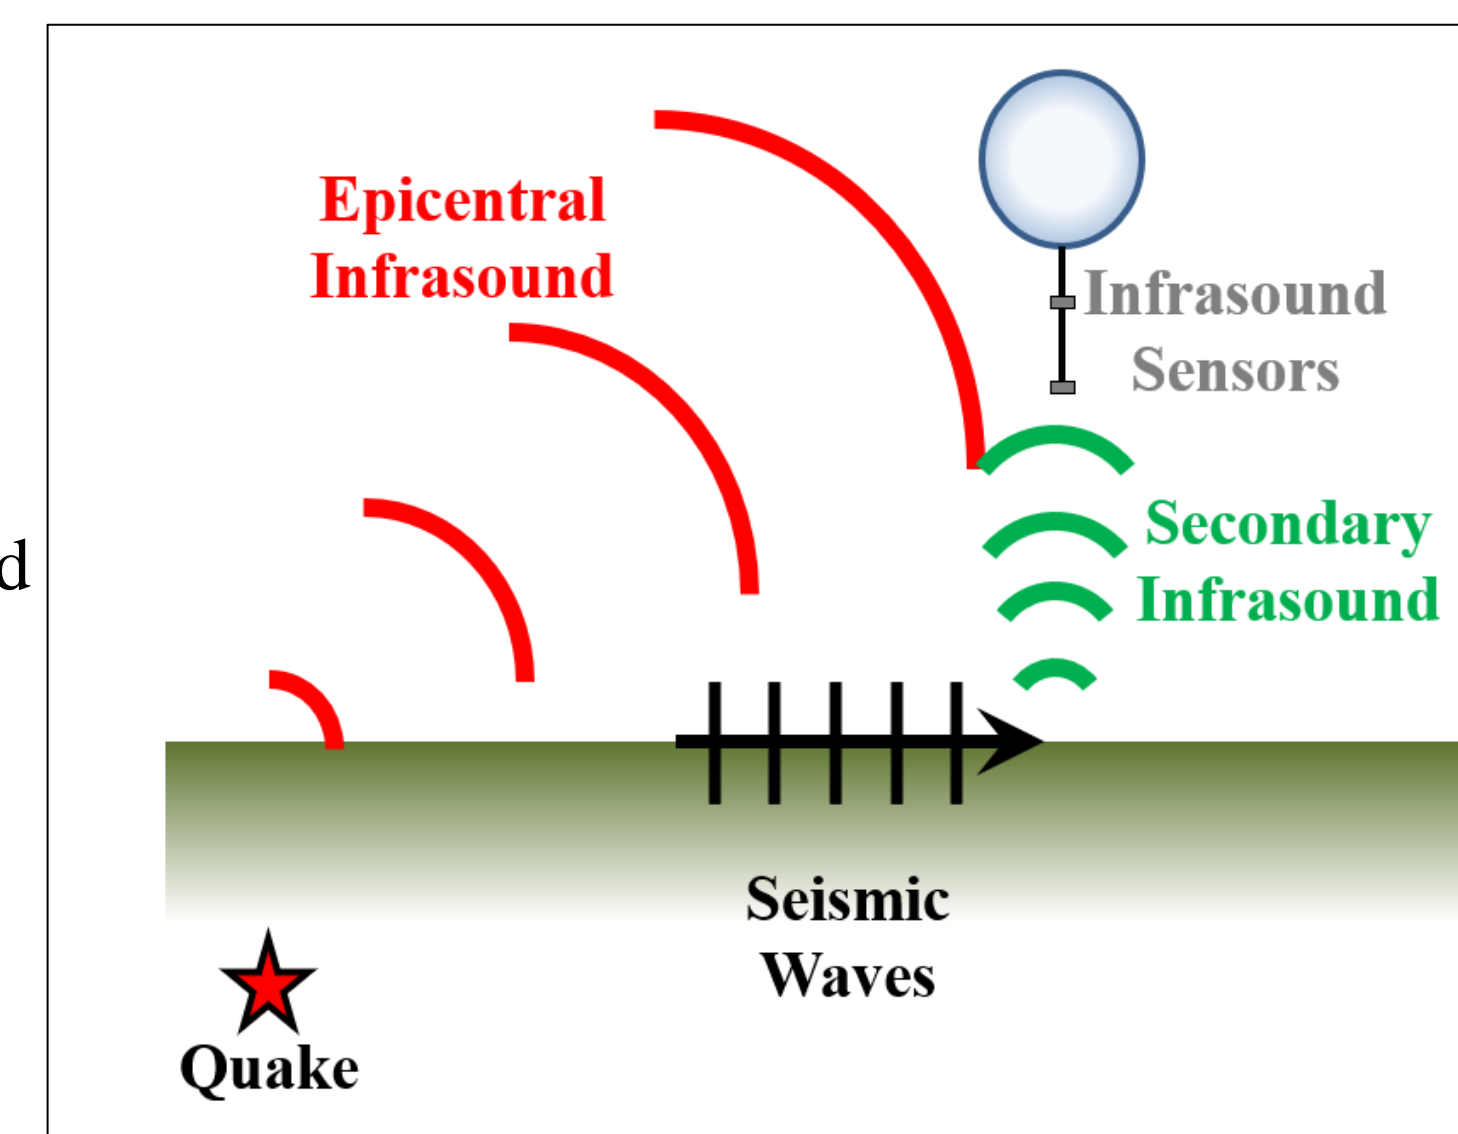 Epicentral
Infrasound
Infrasound
Sensors
d
Secondary
Infrasound
Seismic
Waves
Quake